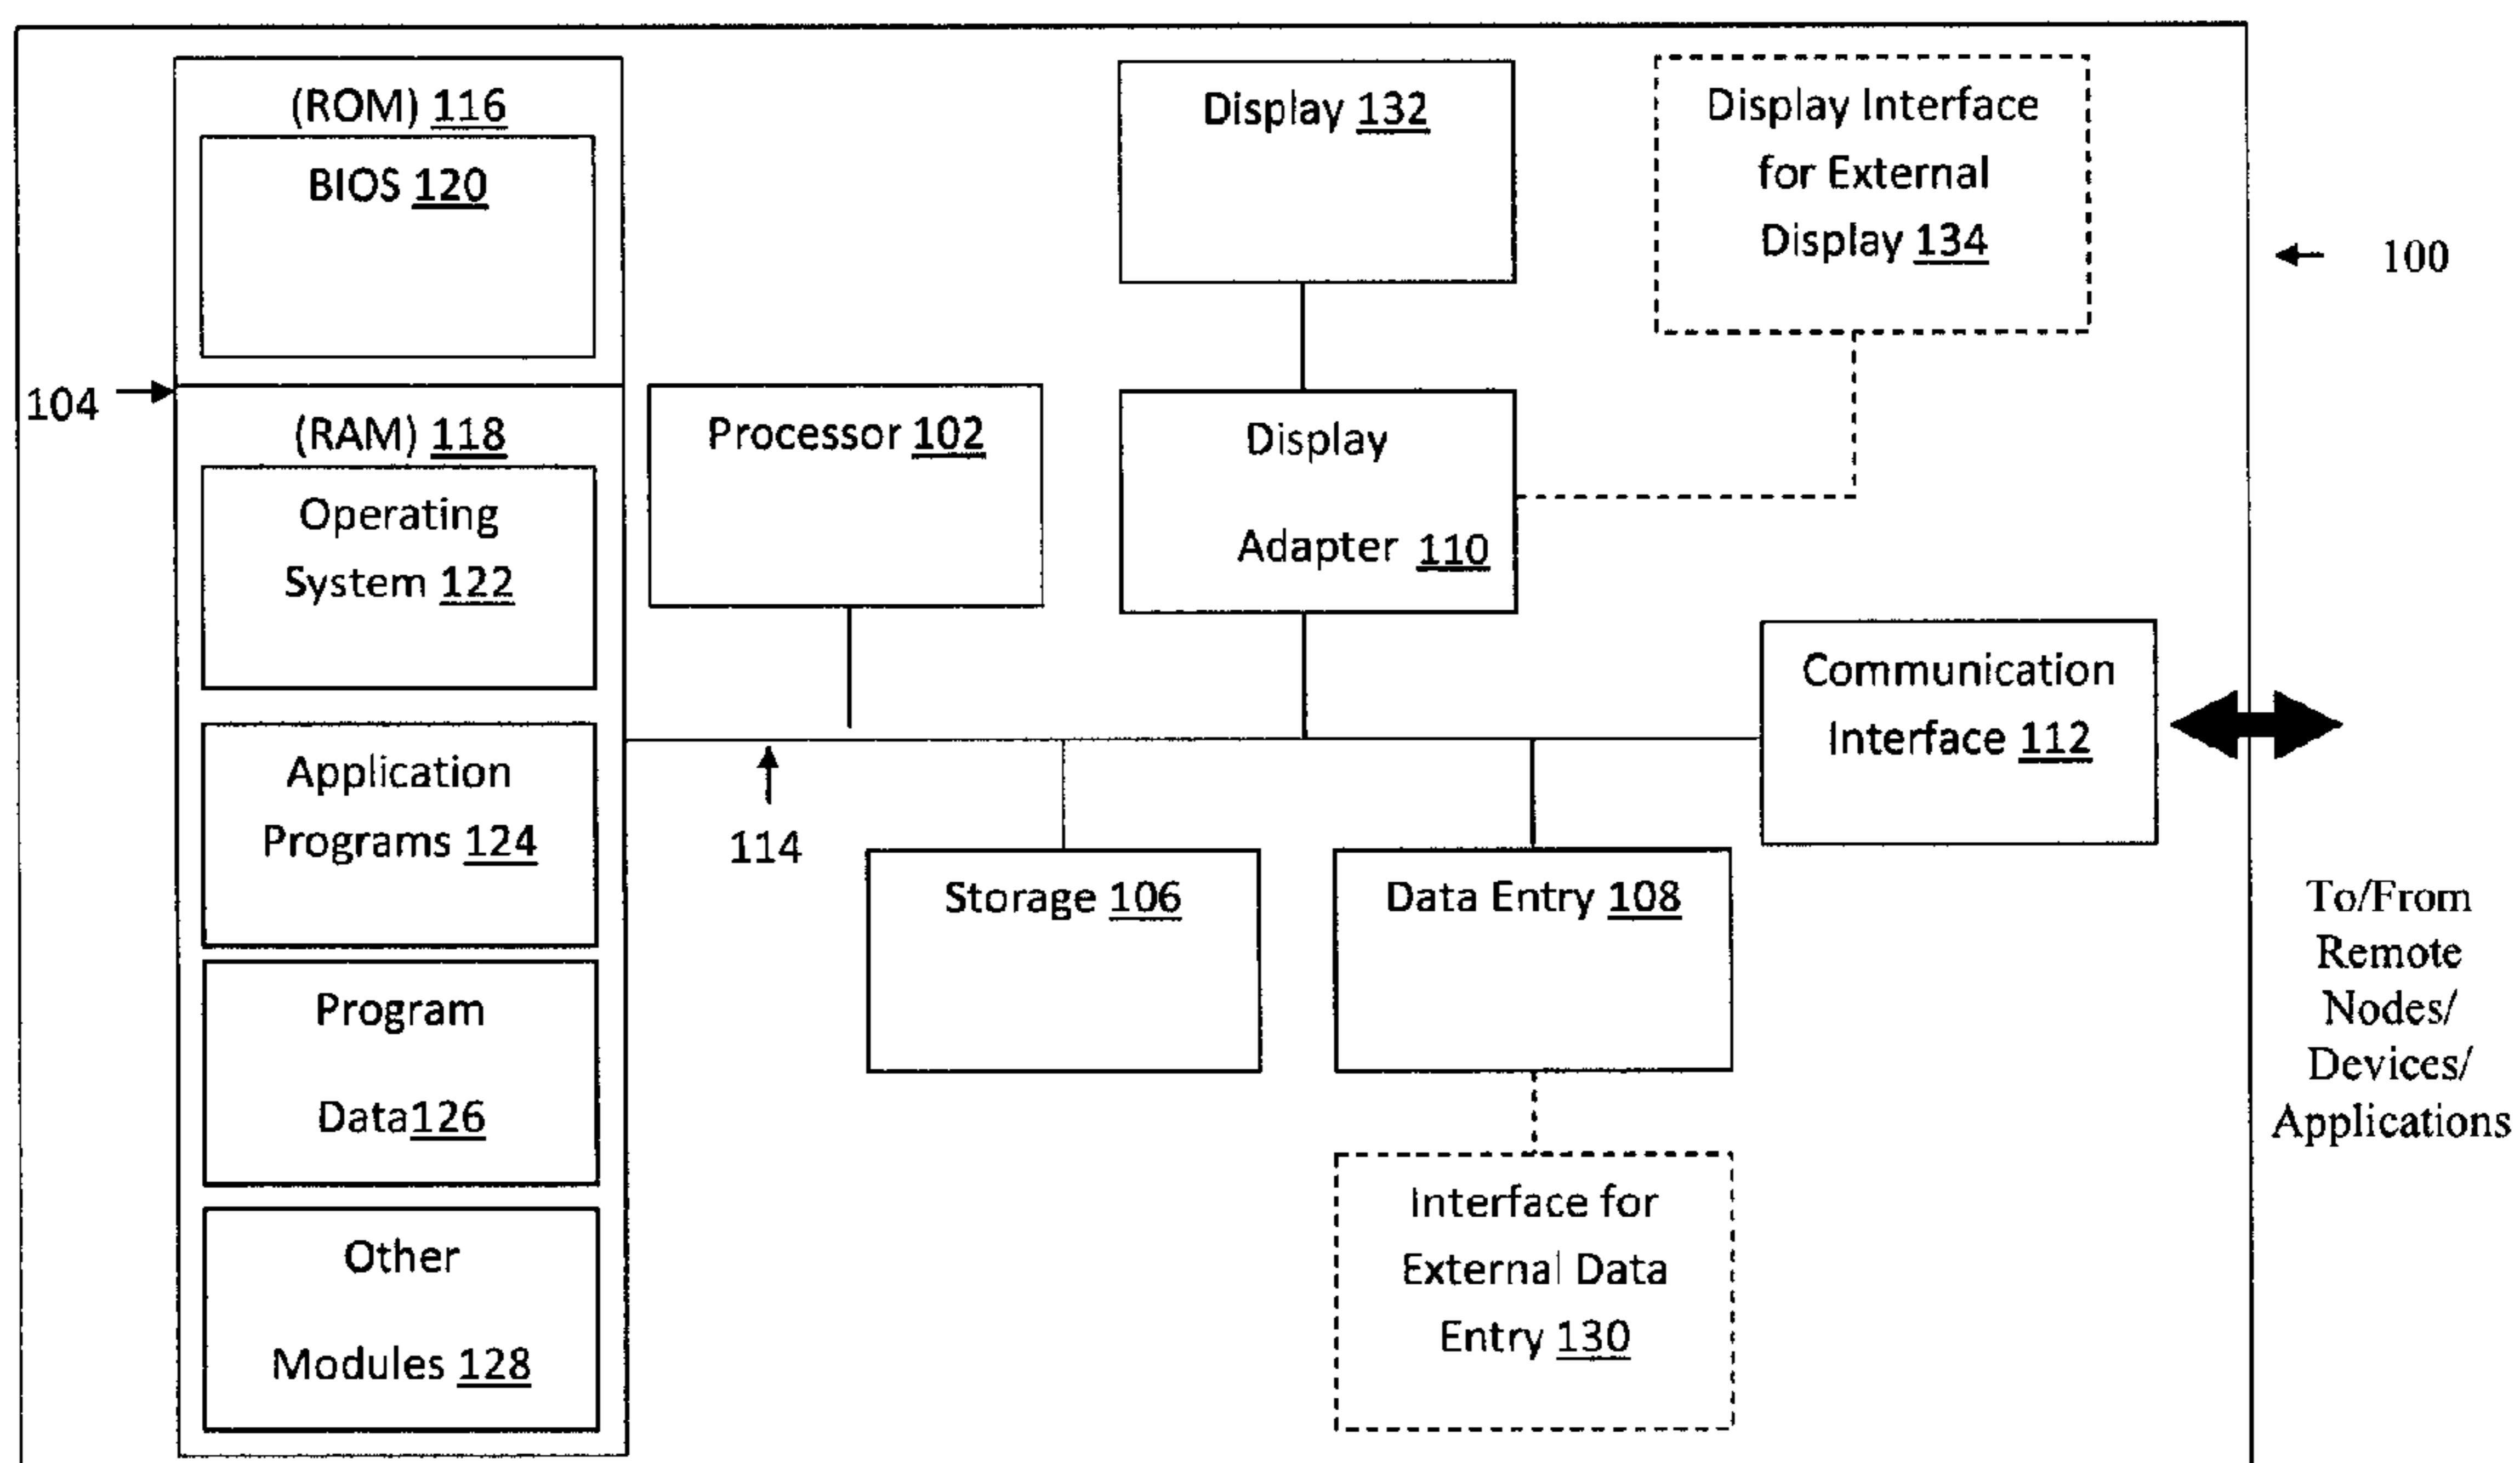 (ROM) 116
BIOS 120
104
(RAM) 118
Operating
System 122
Application
Programs 124
Program
Data126
Other
Modules 128
Processor 102
114
Display 132
Display
Adapter 110
Display Interface
for External
Display 134
100
Communication
Interface 112
Storage 106
Data Entry 108
Interface for
External Data
Entry 130
To/From
Remote
Nodes/
Devices/
Applications